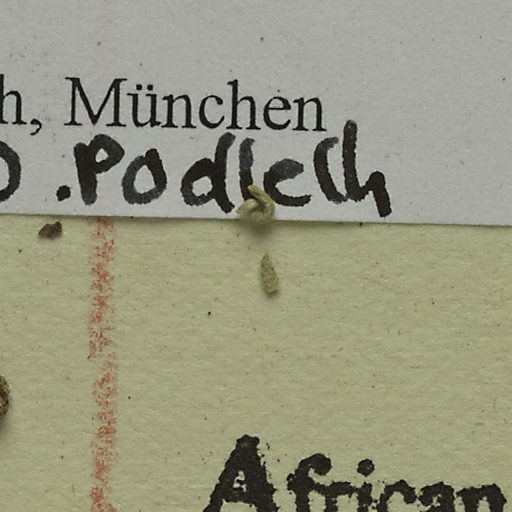 h, München
D. Podlech
African